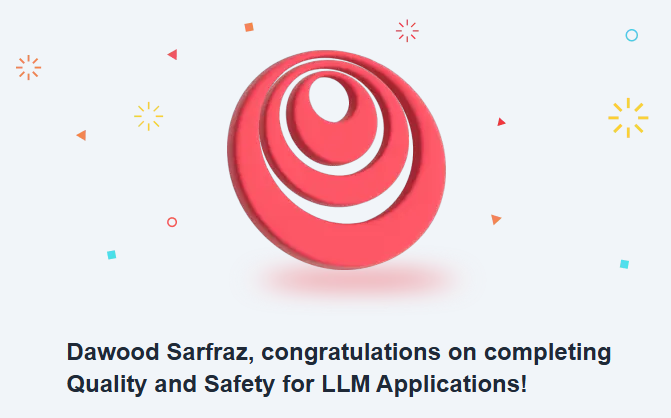 Dawood Sarfraz, congratulations on completing
Quality and Safety for LLM Applications!